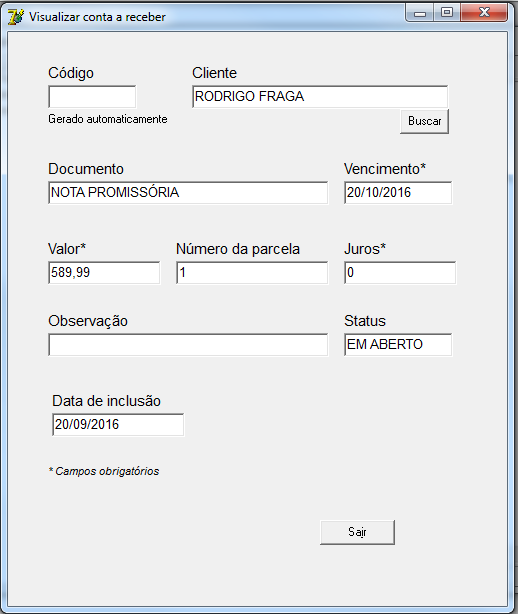 Visualizar conta a receber
Código
Cliente
RODRIGO FRAGA
Gerado automaticamente
Buscar
Documento
Vencimento*
NOTA PROMISSÓRIA
20/10/2016
Valor*
Número da parcela
Juros*
589,99
1
0
Observação
Status
EM ABERTO
Data de inclusão
20/09/2016
* Campos obrigatórios
Sair